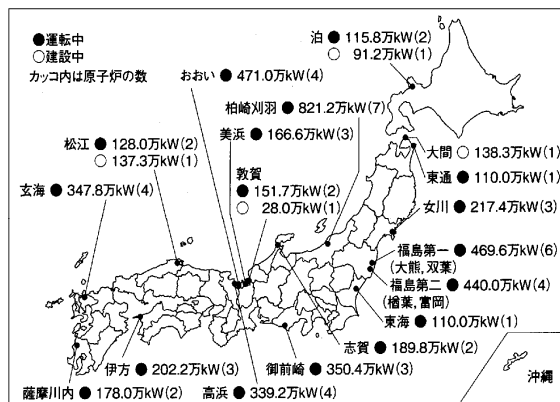 ●運転中
○建設中
カッコ内は原子炉の数
泊 ● 115.8万kW(2)
○ 91.2万kW(1)
おおい ● 471.0万kW(4)
柏崎刈羽 ● 821.2万kW(7)
美浜 ● 166.6万kW(3)
松江 ● 128.0万kW(2)
○ 137.3万kW(1)
敦賀
● 151.7万kW(2)
○ 28.0万kW(1)
玄海 ● 347.8万kW(4)
大間 ○ 138.3万kW(1)
東通 ● 110.0万kW(1)
女川 ● 217.4万kW(3)
福島第一 ● 469.6万kW(6)
(大熊,双葉)
福島第二 ● 440.0万kW(4)
(楢葉,富岡)
東海 ● 110.0万kW(1)
志賀 ● 189.8万kW(2)
伊方 ● 202.2万kW(3)
御前崎 ● 350.4万kW(3)
薩摩川内 ● 178.0万kW(2)
高浜 ● 339.2万kW(4)
沖縄